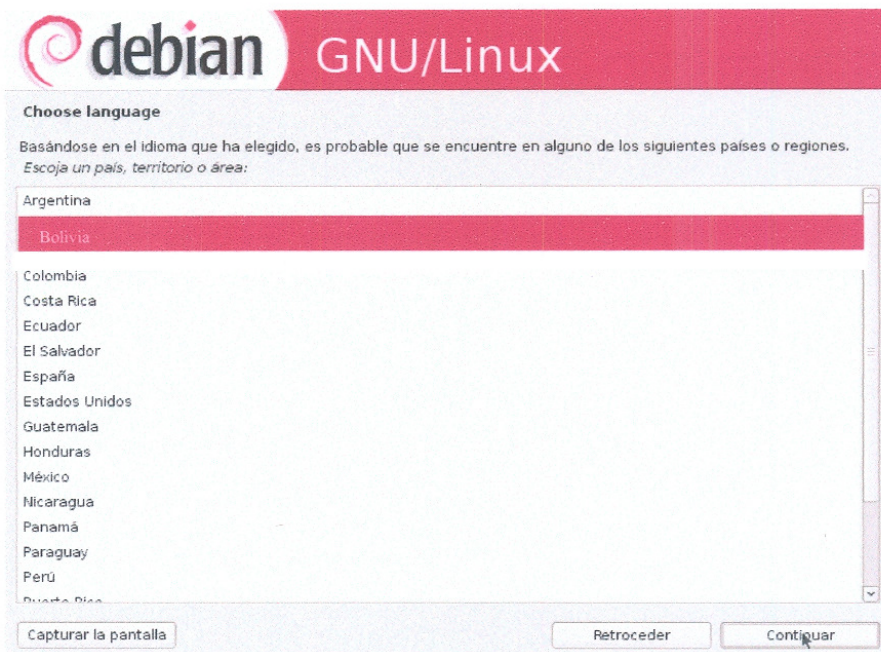 debian GNU/Linux
Choose language
Basándose en el idioma que ha elegido, es probable que se encuentre en alguno de los siguientes países o regiones.
Escoja un país, territorio o área:
Argentina
Bolivia
Colombia
Costa Rica
Ecuador
El Salvador
España
Estados Unidos
Guatemala
Honduras
México
Nicaragua
Panamá
Paraguay
Perú
Puerto Rico
Capturar la pantalla Retroceder Continuar